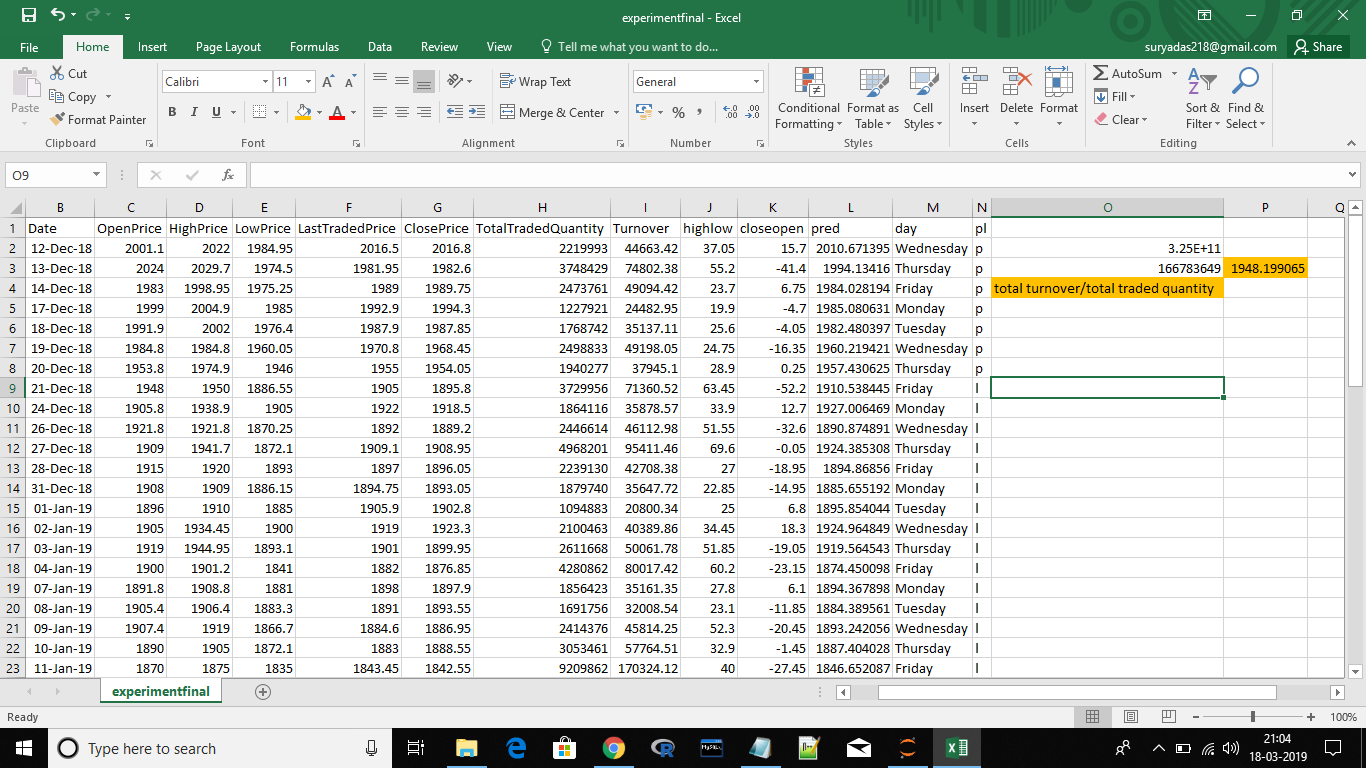 experimentfinal - Excel
File Home Insert Page Layout Formulas Data Review View Tell me what you want to do... suryadas218@gmail.com Share
Paste Cut Copy Format Painter Clipboard
Calibri 11 A A B I U A Font
Wrap Text Merge & Center Alignment
General % , .00 .0 Number
Conditional Formatting Format as Table Cell Styles Styles
Insert Delete Format Cells
AutoSum Fill Clear Sort & Filter Find & Select Editing
O9 fx
B C D E F G H I J K L M N O P Q
1 Date OpenPrice HighPrice LowPrice LastTradedPrice ClosePrice TotalTradedQuantity Turnover highlow closeopen pred day pl
2 12-Dec-18 2001.1 2022 1984.95 2016.5 2016.8 2219993 44663.42 37.05 15.7 2010.671395 Wednesday p 3.25E+11
3 13-Dec-18 2024 2029.7 1974.5 1981.95 1982.6 3748429 74802.38 55.2 -41.4 1994.13416 Thursday p 166783649 1948.199065
4 14-Dec-18 1983 1998.95 1975.25 1989 1989.75 2473761 49094.42 23.7 6.75 1984.028194 Friday p total turnover/total traded quantity
5 17-Dec-18 1999 2004.9 1985 1992.9 1994.3 1227921 24482.95 19.9 -4.7 1985.080631 Monday p
6 18-Dec-18 1991.9 2002 1976.4 1987.9 1987.85 1768742 35137.11 25.6 -4.05 1982.480397 Tuesday p
7 19-Dec-18 1984.8 1984.8 1960.05 1970.8 1968.45 2498833 49198.05 24.75 -16.35 1960.219421 Wednesday p
8 20-Dec-18 1953.8 1974.9 1946 1955 1954.05 1940277 37945.1 28.9 0.25 1957.430625 Thursday p
9 21-Dec-18 1948 1950 1886.55 1905 1895.8 3729956 71360.52 63.45 -52.2 1910.538445 Friday l
10 24-Dec-18 1905.8 1938.9 1905 1922 1918.5 1864116 35878.57 33.9 12.7 1927.006469 Monday l
11 26-Dec-18 1921.8 1921.8 1870.25 1892 1889.2 2446614 46112.98 51.55 -32.6 1890.874891 Wednesday l
12 27-Dec-18 1909 1941.7 1872.1 1909.1 1908.95 4968201 95411.46 69.6 -0.05 1924.385308 Thursday l
13 28-Dec-18 1915 1920 1893 1897 1896.05 2239130 42708.38 27 -18.95 1894.86856 Friday l
14 31-Dec-18 1908 1909 1886.15 1894.75 1893.05 1879740 35647.72 22.85 -14.95 1885.655192 Monday l
15 01-Jan-19 1896 1910 1885 1905.9 1902.8 1094883 20800.34 25 6.8 1895.854044 Tuesday l
16 02-Jan-19 1905 1934.45 1900 1919 1923.3 2100463 40389.86 34.45 18.3 1924.964849 Wednesday l
17 03-Jan-19 1919 1944.95 1893.1 1901 1899.95 2611668 50061.78 51.85 -19.05 1919.564543 Thursday l
18 04-Jan-19 1900 1901.2 1841 1882 1876.85 4280862 80017.42 60.2 -23.15 1874.450098 Friday l
19 07-Jan-19 1891.8 1908.8 1881 1898 1897.9 1856423 35161.35 27.8 6.1 1894.367898 Monday l
20 08-Jan-19 1905.4 1906.4 1883.3 1891 1893.55 1691756 32008.54 23.1 -11.85 1884.389561 Tuesday l
21 09-Jan-19 1907.4 1919 1866.7 1884.6 1886.95 2414376 45814.25 52.3 -20.45 1893.242056 Wednesday l
22 10-Jan-19 1890 1905 1872.1 1883 1888.55 3053461 57764.51 32.9 -1.45 1887.404028 Thursday l
23 11-Jan-19 1870 1875 1835 1843.45 1842.55 9209862 170324.12 40 -27.45 1846.652087 Friday l
experimentfinal
Ready 100%
Type here to search 21:04
18-03-2019